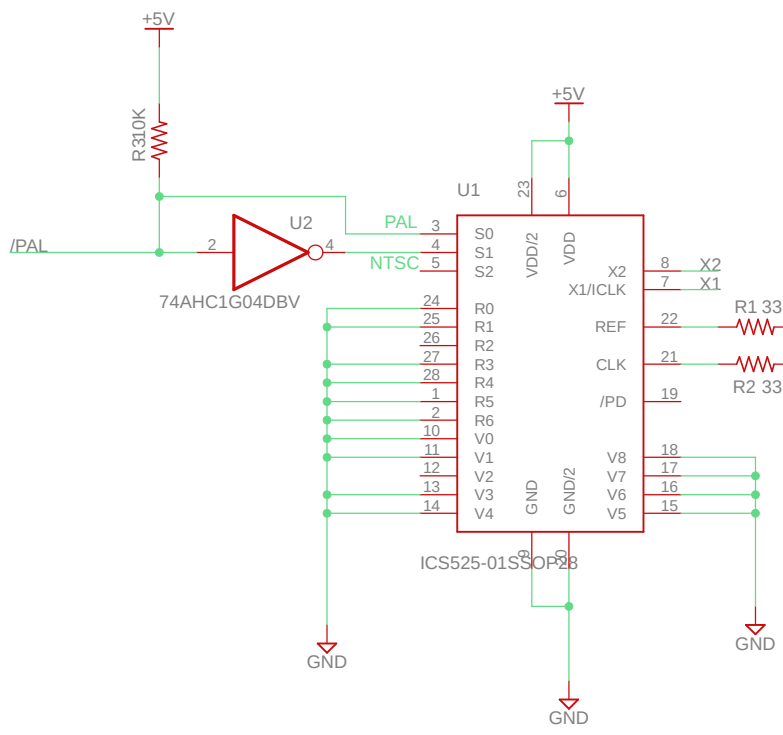 +5V
R310K
/PAL
2
U2
4
74AHC1G04DBV
+5V
U1
23
6
PAL
NTSC
3
4
5
24
25
26
27
28
1
2
10
11
12
13
14
S0
S1
S2
R0
R1
R2
R3
R4
R5
R6
V0
V1
V2
V3
V4
VDD/2
VDD
GND
GND/2
X2
X1/ICLK
REF
CLK
/PD
V8
V7
V6
V5
8
7
22
21
19
18
17
16
15
X2
X1
R1 33
R2 33
9
20
ICS525-01SSOP28
GND
GND
GND